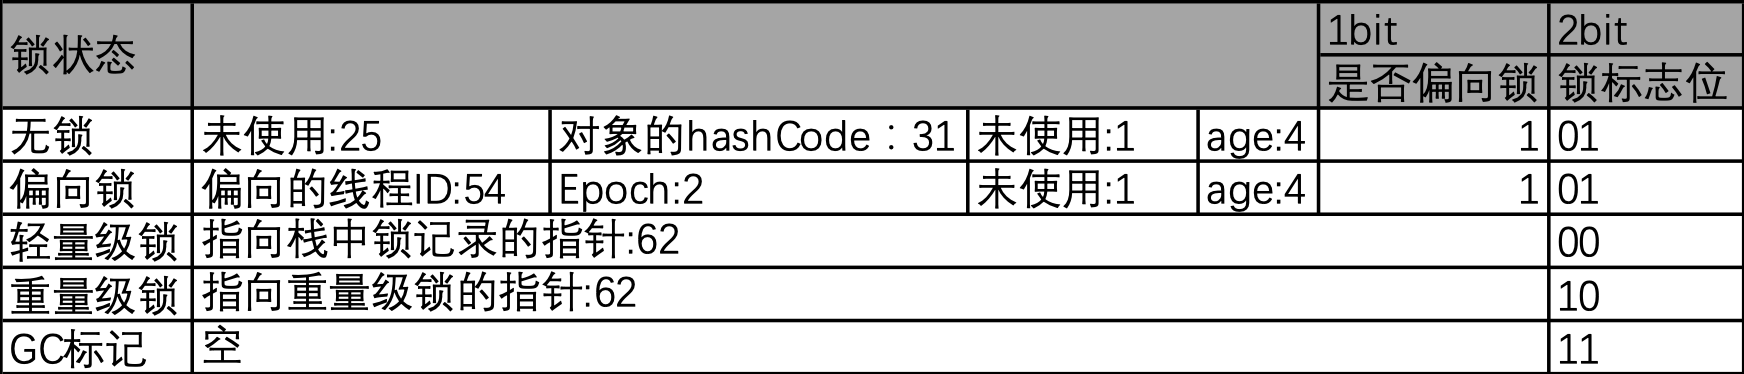 锁状态 1bit 2bit
是否偏向锁 锁标志位
无锁 未使用:25 对象的hashCode：31 未使用:1 age:4 1 01
偏向锁 偏向的线程ID:54 Epoch:2 未使用:1 age:4 1 01
轻量级锁 指向栈中锁记录的指针:62 00
重量级锁 指向重量级锁的指针:62 10
GC标记 空 11